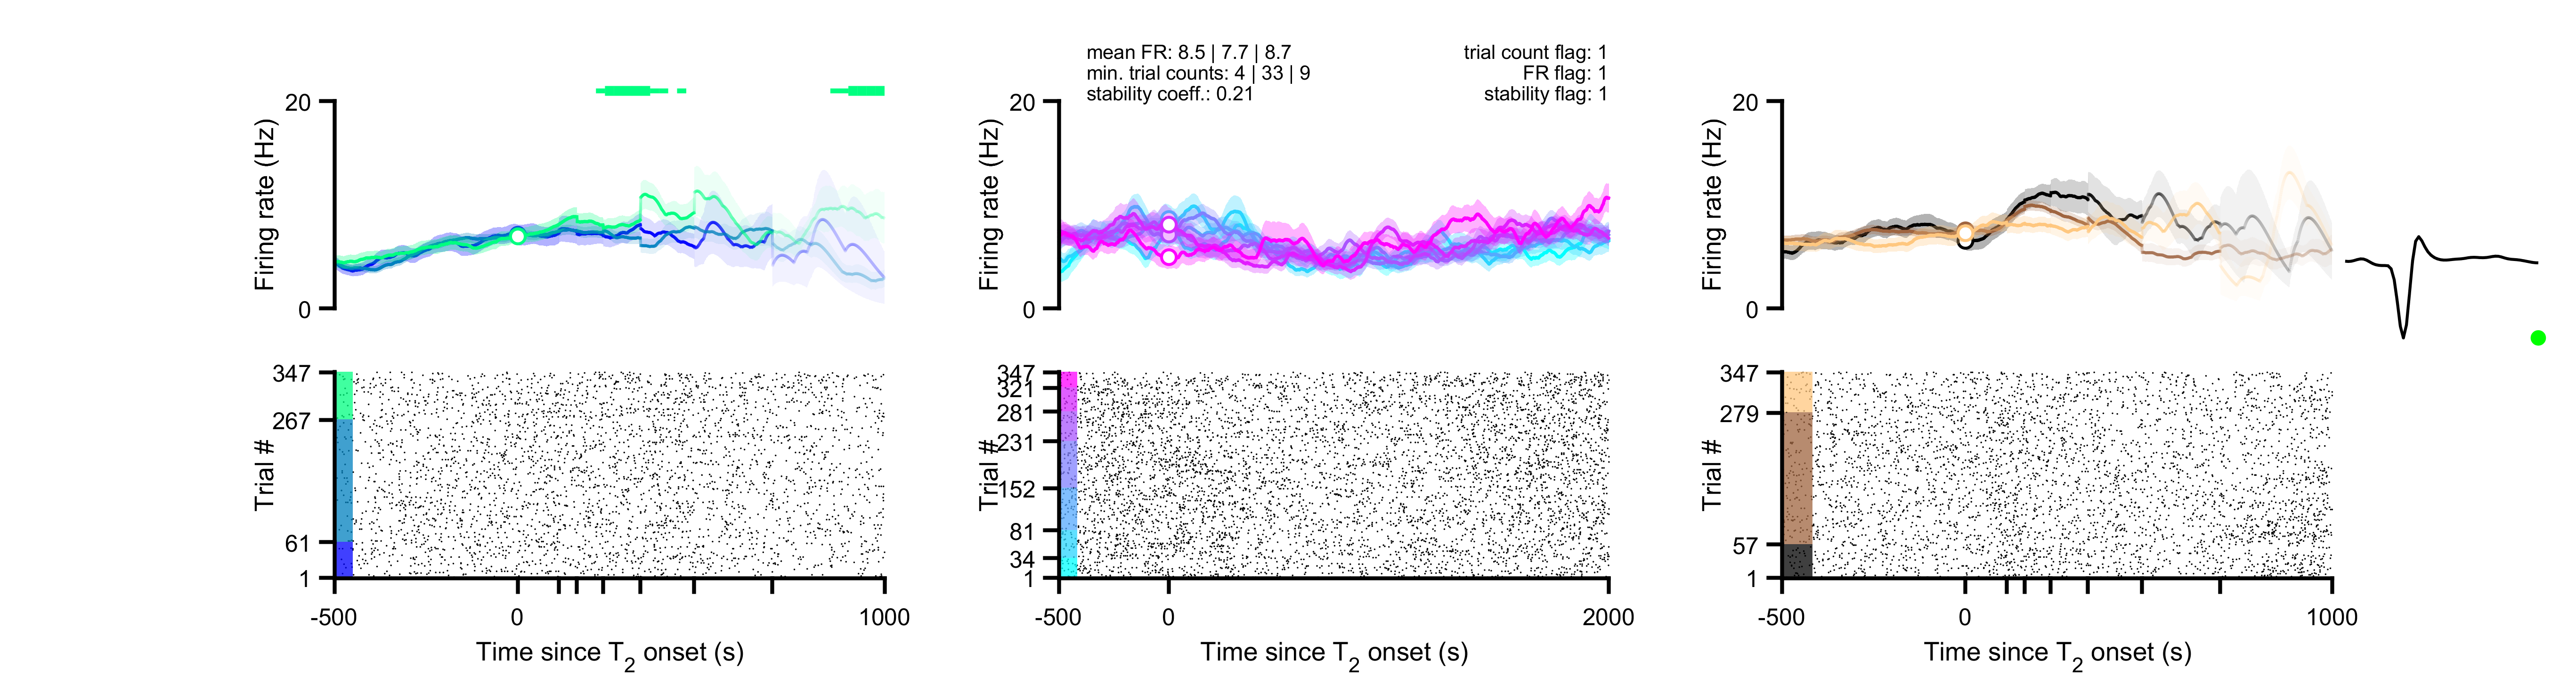 mean FR: 8.5 | 7.7 | 8.7
min. trial counts: 4 | 33 | 9
stability coeff.: 0.21
trial count flag: 1
FR flag: 1
stability flag: 1
20
0
Firing rate (Hz)
347
267
61
1
Trial #
-500
0
1000
Time since T2 onset (s)
20
0
Firing rate (Hz)
347
321
281
231
152
81
34
1
Trial #
-500
0
2000
Time since T2 onset (s)
20
0
Firing rate (Hz)
347
279
57
1
Trial #
-500
0
1000
Time since T2 onset (s)